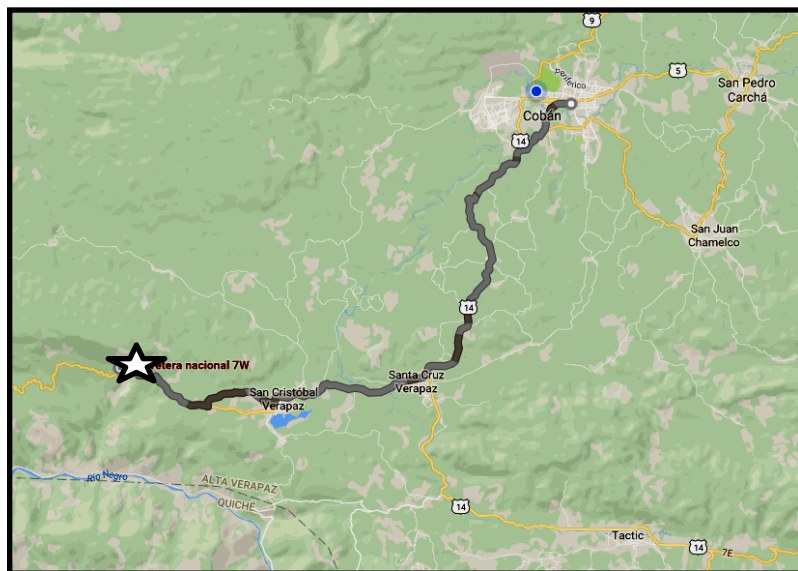 9
Periférico
5
San Pedro
Carchá
Cobán
14
San Juan
Chamelco
14
etera nacional 7W
Santa Cruz
Verapaz
San Cristóbal
Verapaz
Río Negro
ALTA VERAPAZ
QUICHÉ
14
Tactic
14
7E